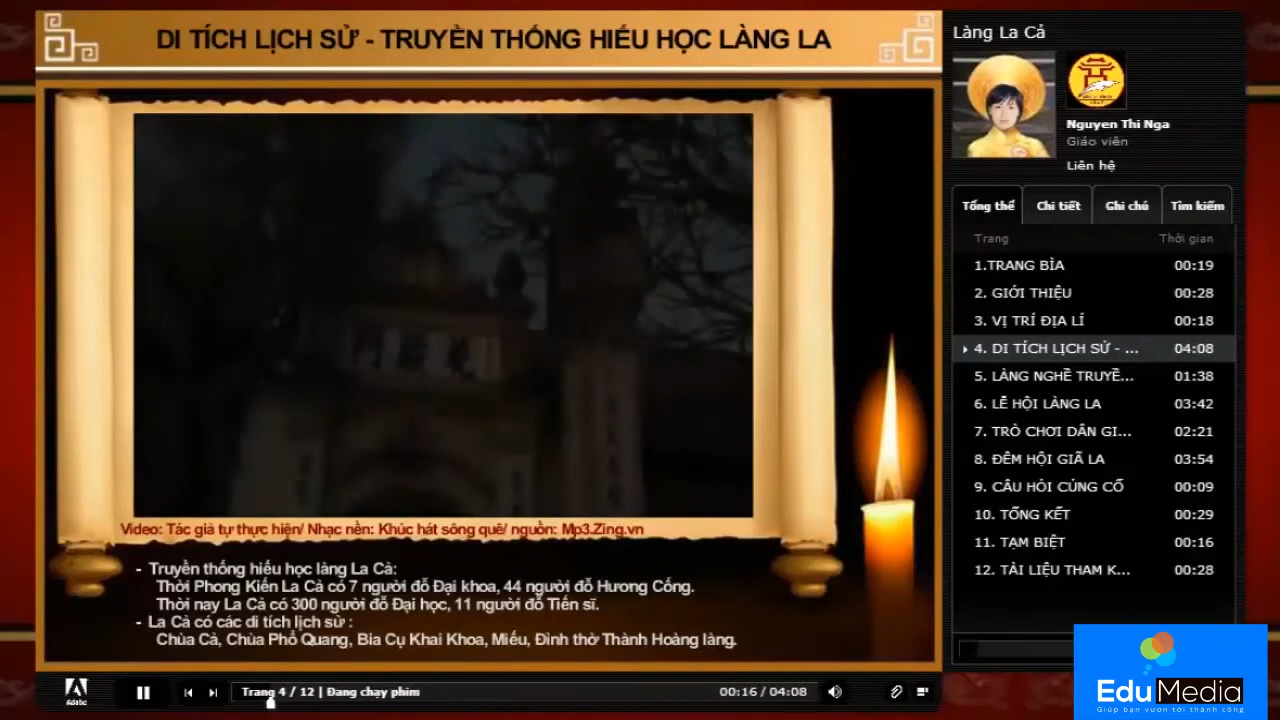 DI TÍCH LỊCH SỬ - TRUYỀN THỐNG HIẾU HỌC LÀNG LA
Video: Tác giả tự thực hiện/ Nhạc nền: Khúc hát sông quê/ nguồn: Mp3.Zing.vn
- Truyền thống hiếu học làng La Cả:
Thời Phong Kiến La Cả có 7 người đỗ Đại khoa, 44 người đỗ Hương Cống.
Thời nay La Cả có 300 người đỗ Đại học, 11 người đỗ Tiến sĩ.
- La Cả có các di tích lịch sử :
Chùa Cả, Chùa Phổ Quang, Bia Cụ Khai Khoa, Miếu, Đình thờ Thành Hoàng làng.
Adobe
Trang 4 / 12 | Đang chạy phim
00:16 / 04:08
Làng La Cả
Nguyen Thi Nga
Giáo viên
Liên hệ
Tổng thể Chi tiết Ghi chú Tìm kiếm
Trang Thời gian
1.TRANG BÌA 00:19
2. GIỚI THIỆU 00:28
3. VỊ TRÍ ĐỊA LÍ 00:18
4. DI TÍCH LỊCH SỬ - ... 04:08
5. LÀNG NGHỀ TRUYỀ... 01:38
6. LỄ HỘI LÀNG LA 03:42
7. TRÒ CHƠI DÂN GI... 02:21
8. ĐÊM HỘI GIÃ LA 03:54
9. CÂU HỎI CỦNG CỐ 00:09
10. TỔNG KẾT 00:29
11. TẠM BIỆT 00:16
12. TÀI LIỆU THAM K... 00:28
EduMedia
Giúp bạn vươn tới thành công